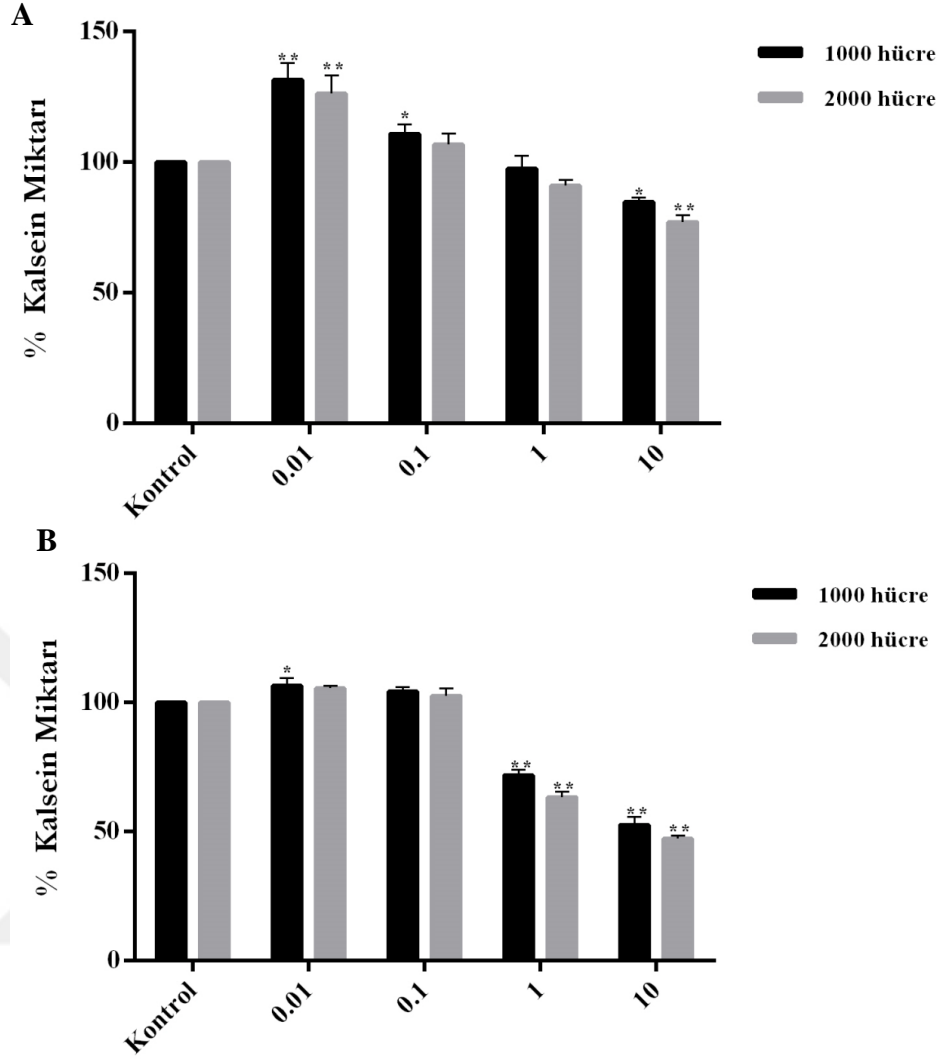 A
150
100
50
0
% Kalsein Miktarı
** ** * * **
Kontrol 0.01 0.1 1 10
1000 hücre
2000 hücre
B
150
100
50
0
% Kalsein Miktarı
* ** ** ** **
Kontrol 0.01 0.1 1 10
1000 hücre
2000 hücre